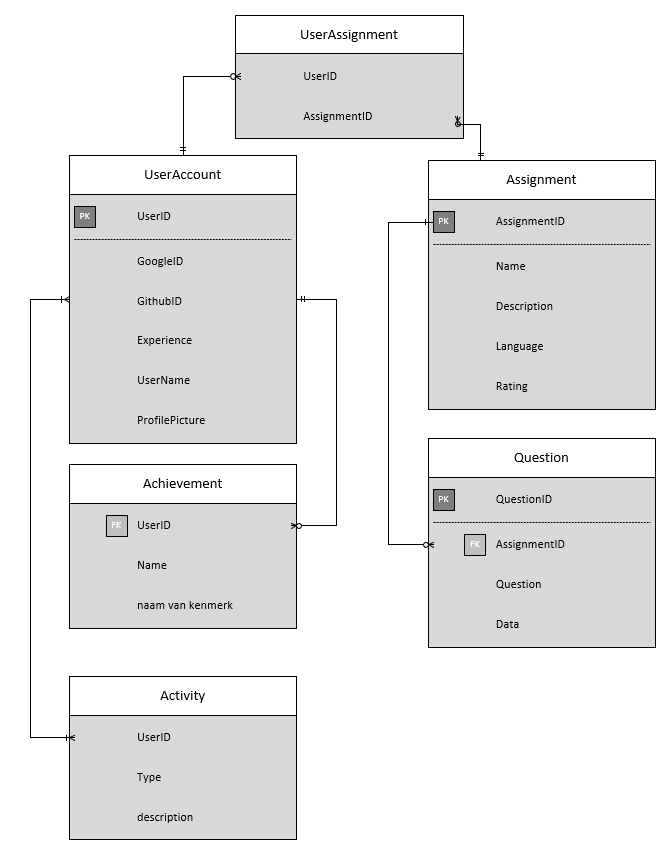 UserAssignment
UserID
AssignmentID
UserAccount
PK UserID
GoogleID
GithubID
Experience
UserName
ProfilePicture
Assignment
PK AssignmentID
Name
Description
Language
Rating
Achievement
FK UserID
Name
naam van kenmerk
Question
PK QuestionID
FK AssignmentID
Question
Data
Activity
UserID
Type
description